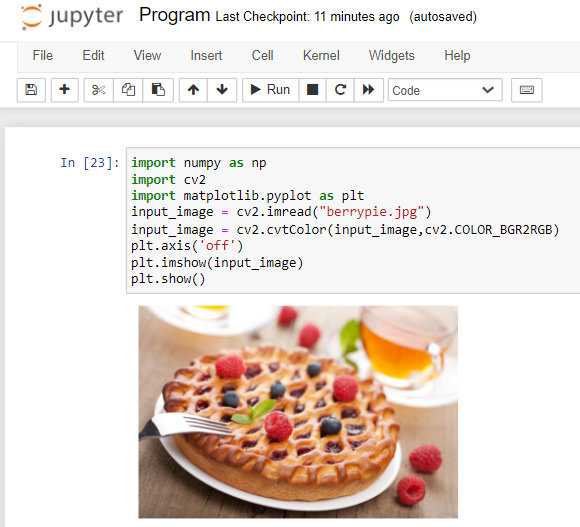 jupyter Program Last Checkpoint: 11 minutes ago (autosaved)
File Edit View Insert Cell Kernel Widgets Help
Run Code
In [23]: import numpy as np
import cv2
import matplotlib.pyplot as plt
input_image = cv2.imread("berrypie.jpg")
input_image = cv2.cvtColor(input_image,cv2.COLOR_BGR2RGB)
plt.axis('off')
plt.imshow(input_image)
plt.show()